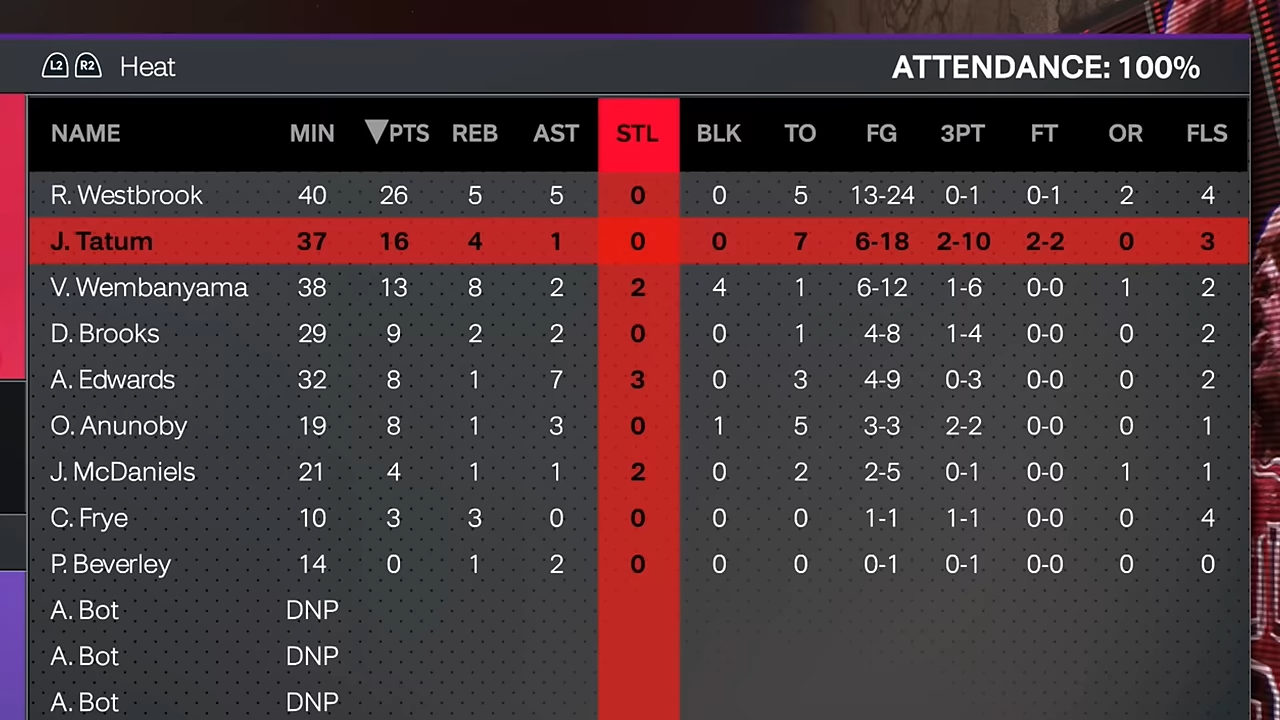 L2 R2 Heat ATTENDANCE: 100%
NAME MIN ▼PTS REB AST STL BLK TO FG 3PT FT OR FLS
R. Westbrook 40 26 5 5 0 0 5 13-24 0-1 0-1 2 4
J. Tatum 37 16 4 1 0 0 7 6-18 2-10 2-2 0 3
V. Wembanyama 38 13 8 2 2 4 1 6-12 1-6 0-0 1 2
D. Brooks 29 9 2 2 0 0 1 4-8 1-4 0-0 0 2
A. Edwards 32 8 1 7 3 0 3 4-9 0-3 0-0 0 2
O. Anunoby 19 8 1 3 0 1 5 3-3 2-2 0-0 0 1
J. McDaniels 21 4 1 1 2 0 2 2-5 0-1 0-0 1 1
C. Frye 10 3 3 0 0 0 0 1-1 1-1 0-0 0 4
P. Beverley 14 0 1 2 0 0 0 0-1 0-1 0-0 0 0
A. Bot DNP
A. Bot DNP
A. Bot DNP